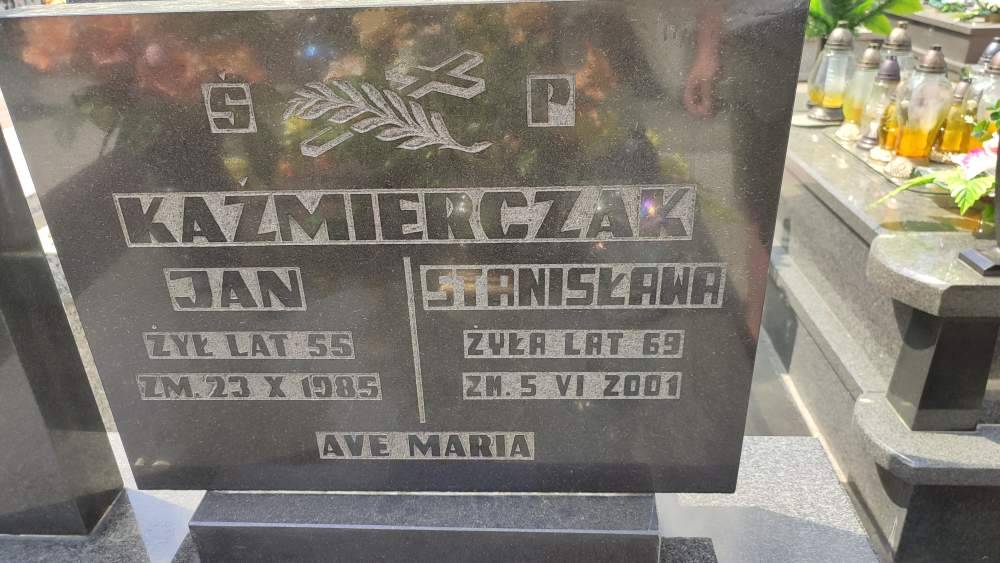 Ś P
KAŹMIERCZAK
JAN
ŻYŁ LAT 55
ZM. 23 X 1985
STANISŁAWA
ŻYŁA LAT 69
ZM. 5 VI 2001
AVE MARIA